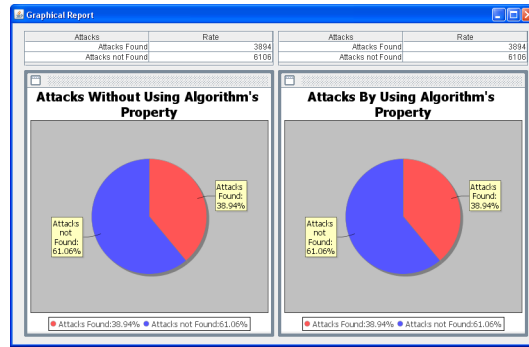 Graphical Report
Attacks Rate
Attacks Found 3894
Attacks not Found 6106
Attacks Rate
Attacks Found 3894
Attacks not Found 6106
Attacks Without Using Algorithm's
Property
Attacks
Found:
38.94%
Attacks
not
Found:
61.06%
Attacks Found:38.94% Attacks not Found:61.06%
Attacks By Using Algorithm's
Property
Attacks
Found:
38.94%
Attacks
not
Found:
61.06%
Attacks Found:38.94% Attacks not Found:61.06%